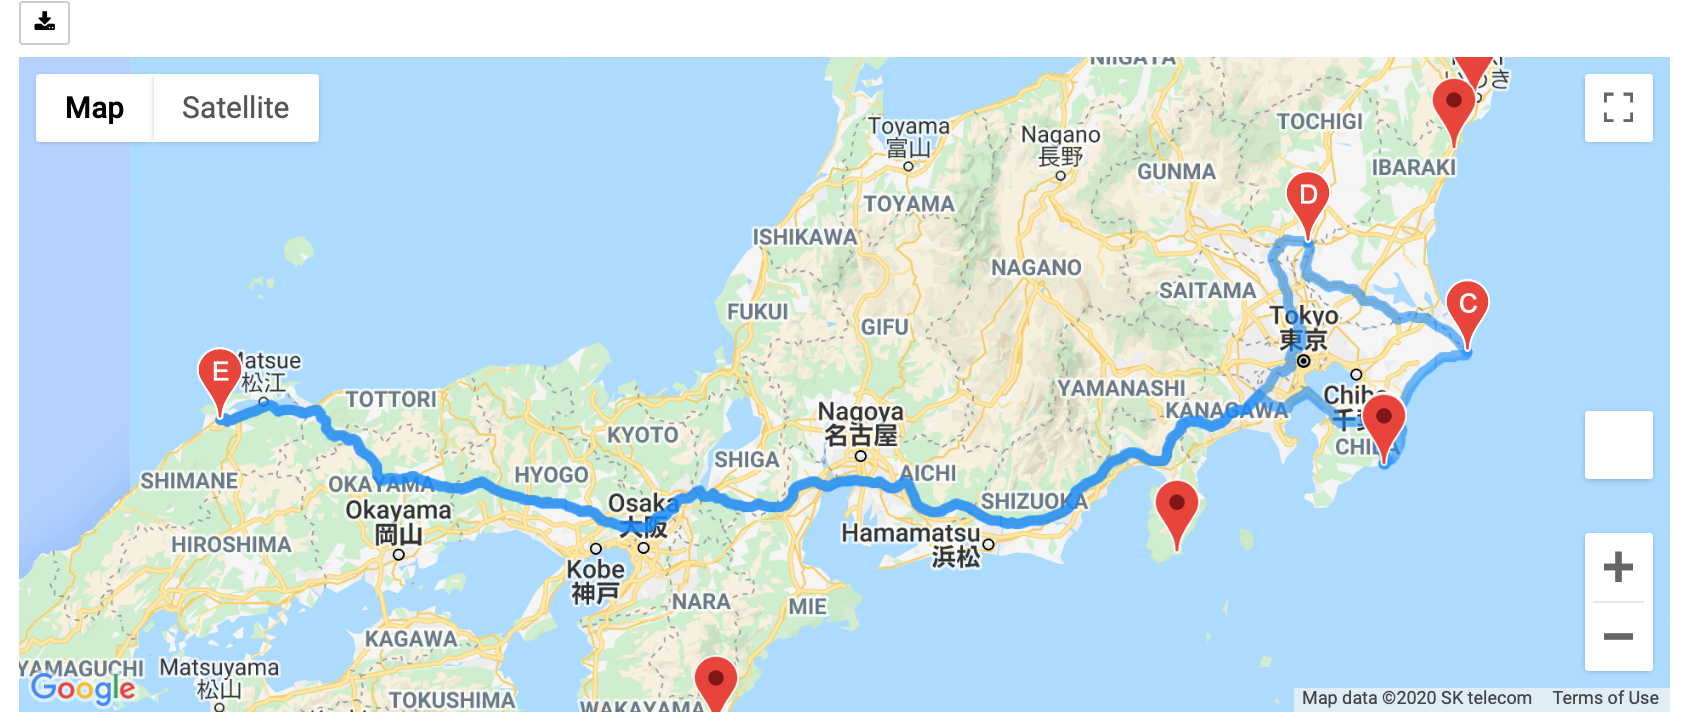 Map
Satellite
NIIGATA
いわき
Toyama
富山
Nagano
長野
TOCHIGI
IBARAKI
GUNMA
TOYAMA
D
ISHIKAWA
NAGANO
SAITAMA
FUKUI
GIFU
Tokyo
東京
C
E
Matsue
松江
TOTTORI
YAMANASHI
KANAGAWA
Chiba
CHIBA
Nagoya
名古屋
KYOTO
SHIGA
AICHI
SHIMANE
OKAYAMA
HYOGO
Okayama
岡山
Osaka
大阪
SHIZUOKA
HIROSHIMA
Hamamatsu
浜松
Kobe
神戸
NARA
MIE
KAGAWA
YAMAGUCHI
Matsuyama
松山
TOKUSHIMA
WAKAYAMA
Google
Map data ©2020 SK telecom
Terms of Use